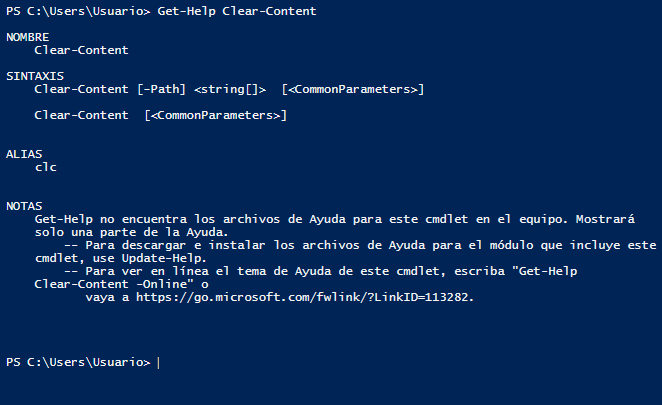 PS C:\Users\Usuario> Get-Help Clear-Content
NOMBRE
Clear-Content
SINTAXIS
Clear-Content [-Path] <string[]>  [<CommonParameters>]
Clear-Content  [<CommonParameters>]
ALIAS
clc
NOTAS
Get-Help no encuentra los archivos de Ayuda para este cmdlet en el equipo. Mostrará
solo una parte de la Ayuda.
-- Para descargar e instalar los archivos de Ayuda para el módulo que incluye este
cmdlet, use Update-Help.
-- Para ver en línea el tema de Ayuda de este cmdlet, escriba "Get-Help
Clear-Content -Online" o
vaya a https://go.microsoft.com/fwlink/?LinkID=113282.
PS C:\Users\Usuario>